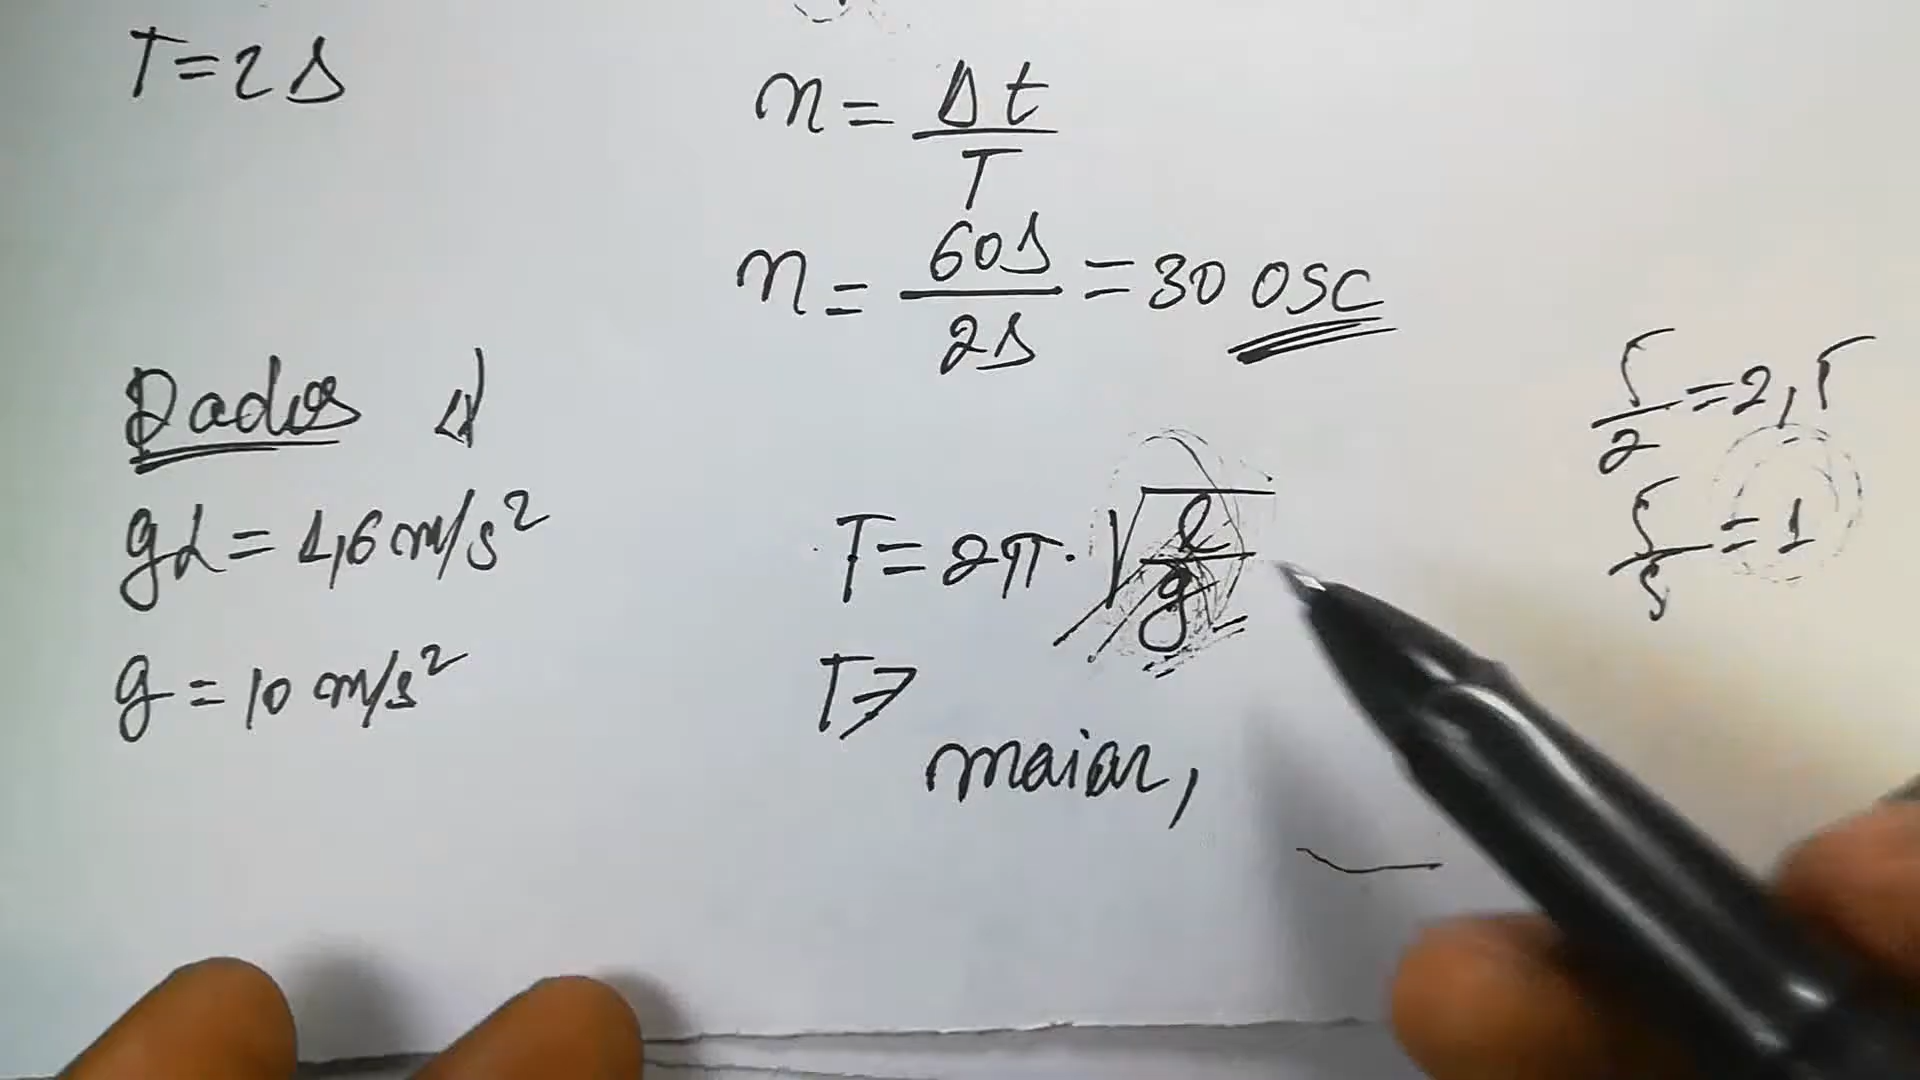 T=2s
n = Δt/T
n = 60s/2s = 30 osc
Dados
gL = 1,6 m/s²
g = 10 m/s²
T = 2π · √(l/g)
T→
maior,
5/2 = 2,5
5/5 = 1